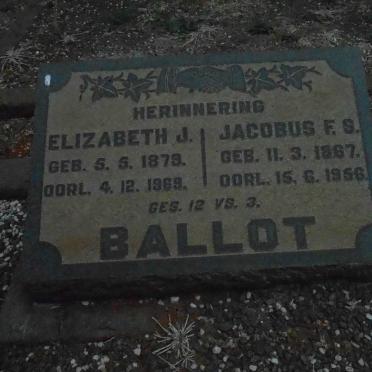 HERINNERING
ELIZABETH J.
GEB. 5. 5. 1879.
OORL. 4. 12. 1969.
JACOBUS F. S.
GEB. 11. 3. 1867.
OORL. 15. 6. 1956.
GES. 12 VS. 3.
BALLOT